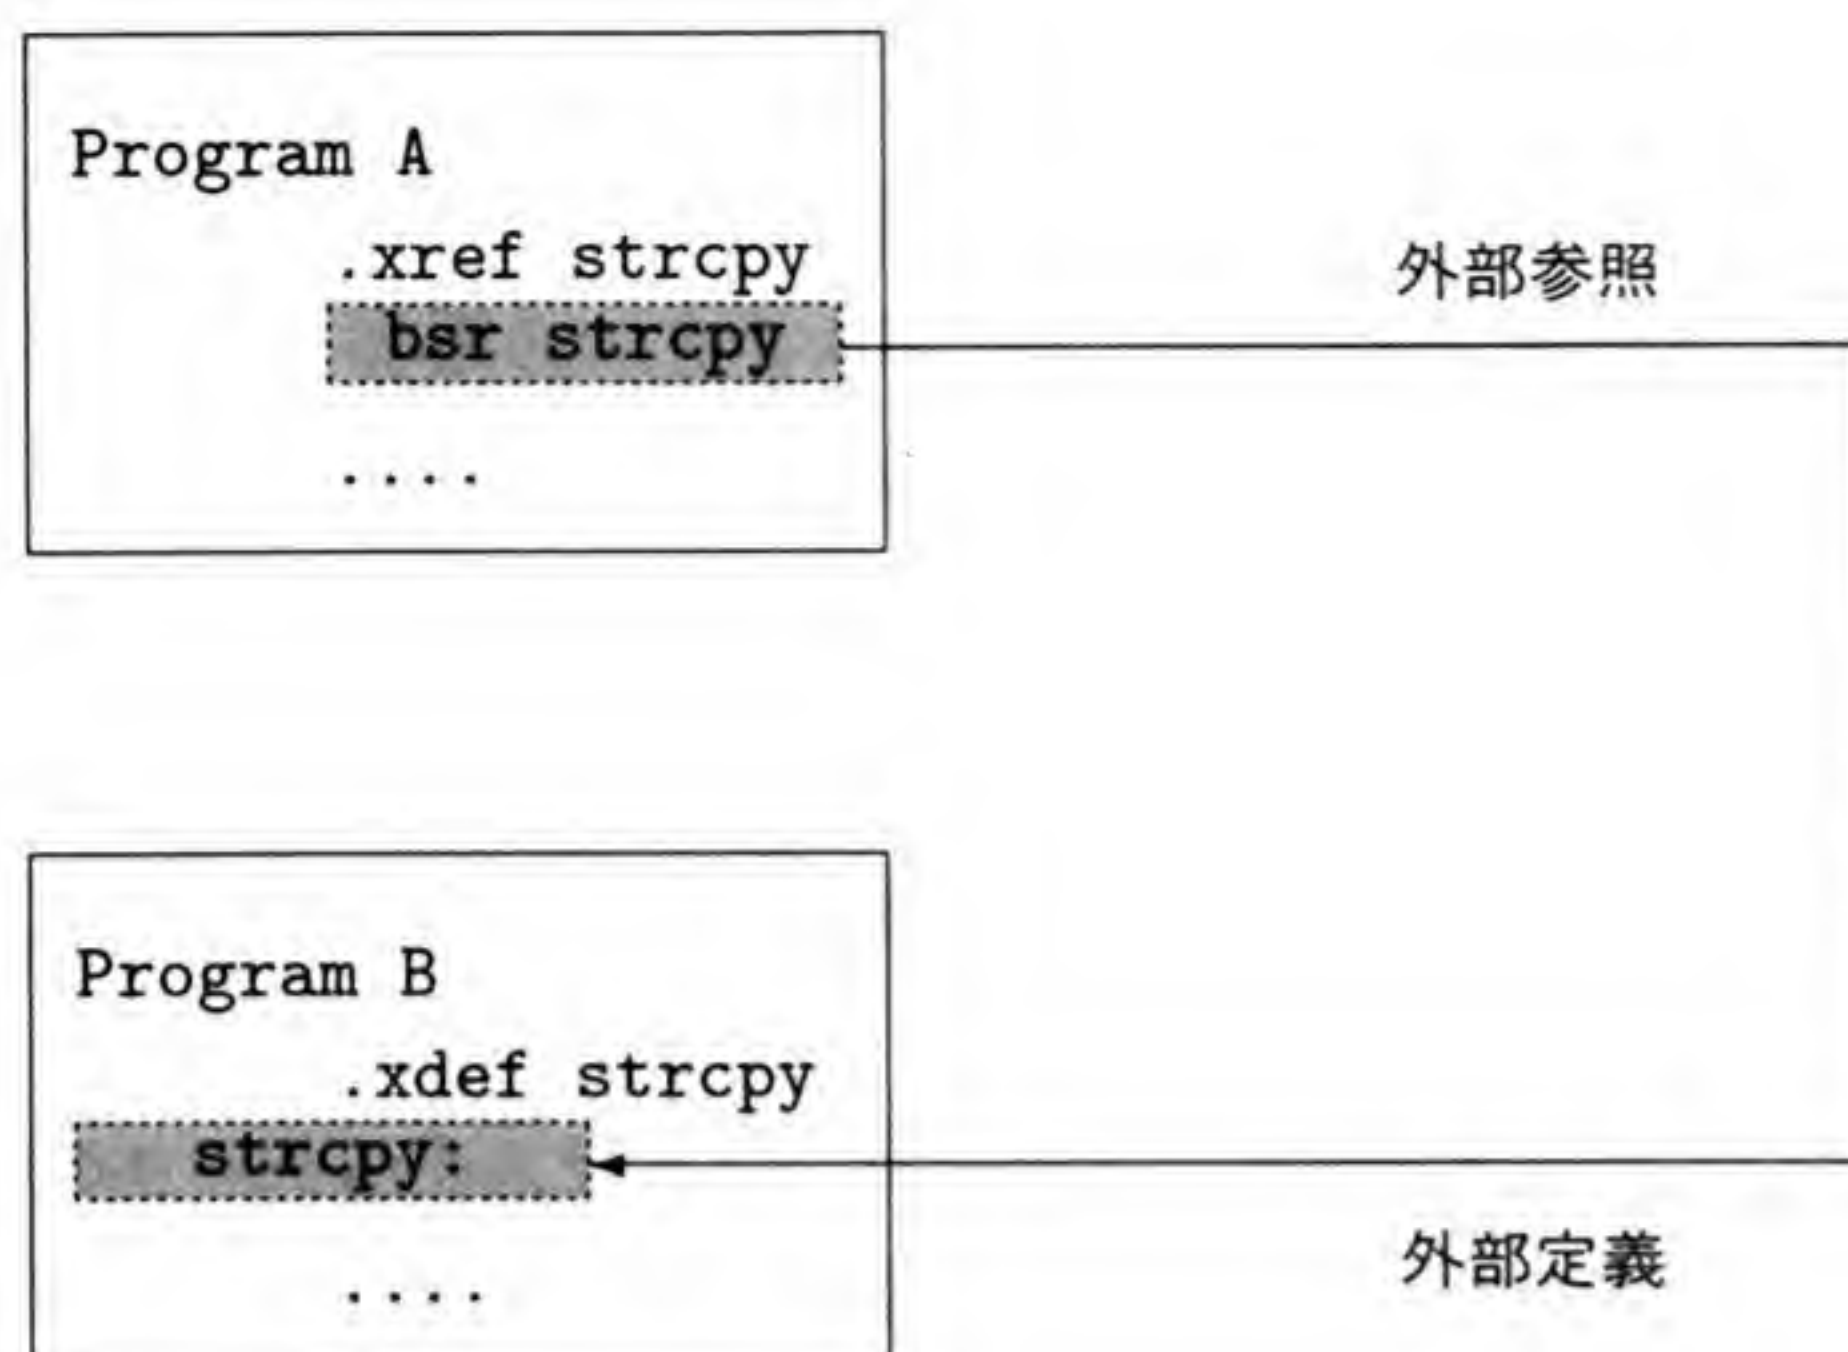 Program A
.xref strcpy
bsr strcpy
....
外部参照
Program B
.xdef strcpy
strcpy:
....
外部定義